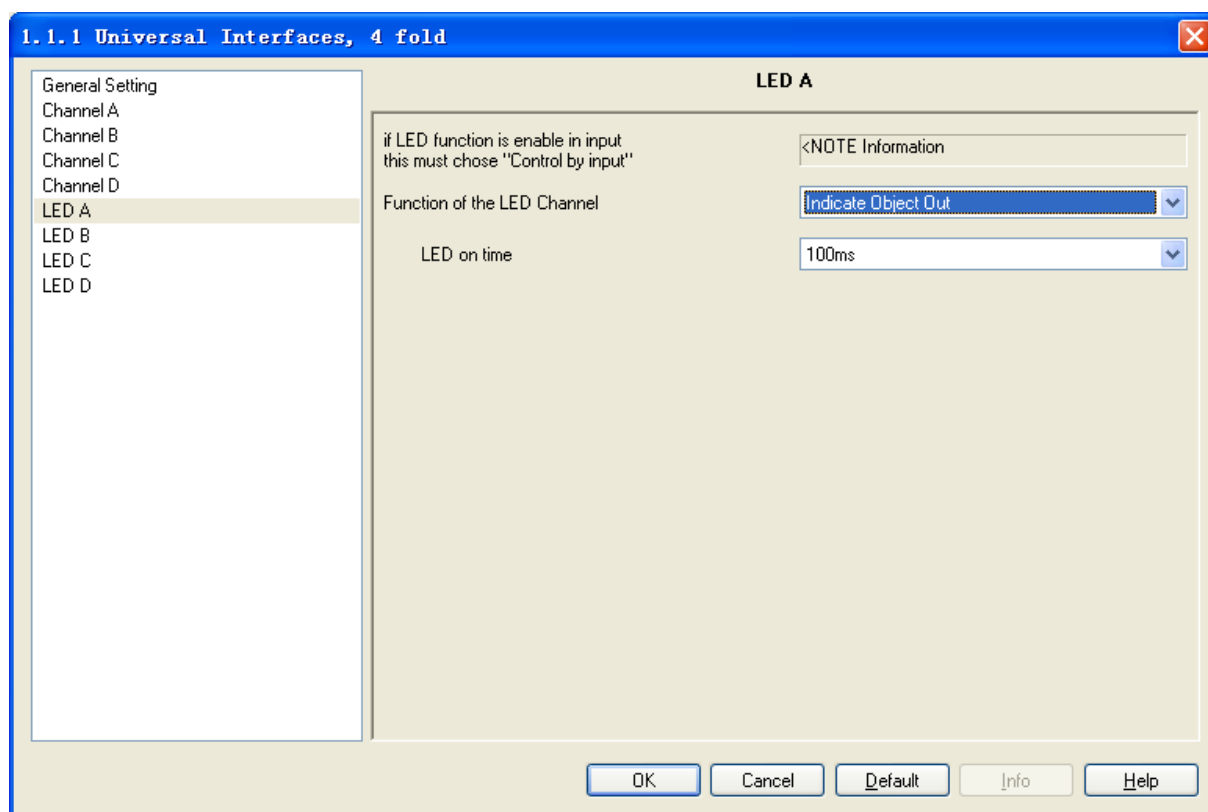 1.1.1 Universal Interfaces, 4 fold
General Setting
Channel A
Channel B
Channel C
Channel D
LED A
LED B
LED C
LED D
LED A
if LED function is enable in input
this must chose "Control by input"
<NOTE Information
Function of the LED Channel
Indicate Object Out
LED on time
100ms
OK
Cancel
Default
Info
Help